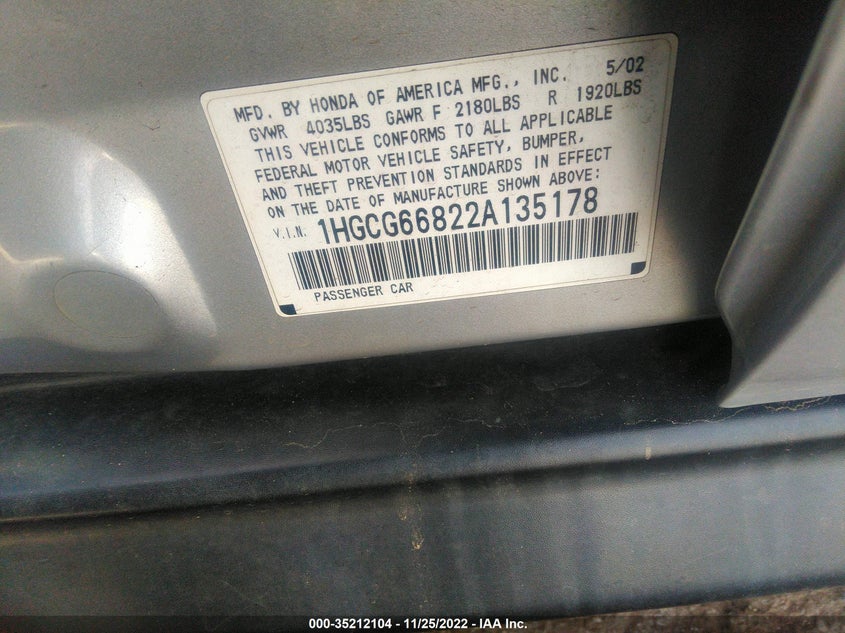 MFD. BY HONDA OF AMERICA MFG., INC. 5/02
GVWR 4035LBS GAWR F 2180LBS R 1920LBS
THIS VEHICLE CONFORMS TO ALL APPLICABLE
FEDERAL MOTOR VEHICLE SAFETY, BUMPER,
AND THEFT PREVENTION STANDARDS IN EFFECT
ON THE DATE OF MANUFACTURE SHOWN ABOVE:
V.I.N: 1HGCG66822A135178
PASSENGER CAR
000-35212104 - 11/25/2022 - IAA Inc.